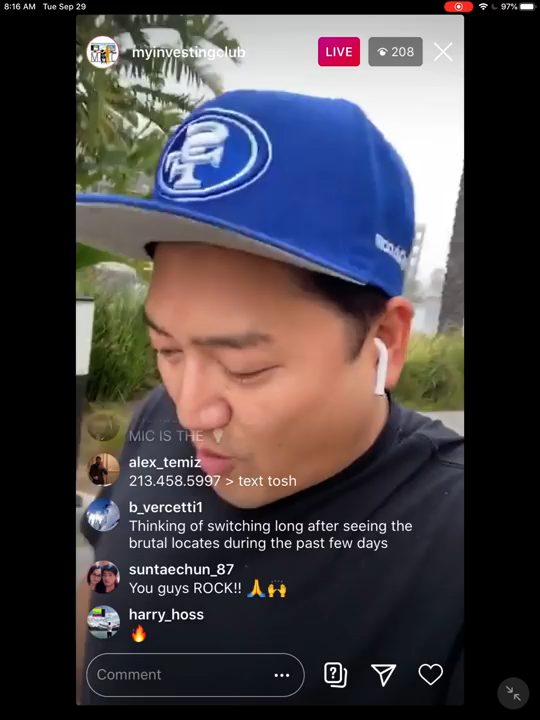 8:16 AM Tue Sep 29
97%
myinvestingclub
LIVE
208
MIC IS THE
alex_temiz
213.458.5997 > text tosh
b_vercetti1
Thinking of switching long after seeing the
brutal locates during the past few days
suntaechun_87
You guys ROCK!! 🙏🙌
harry_hoss
🔥
Comment